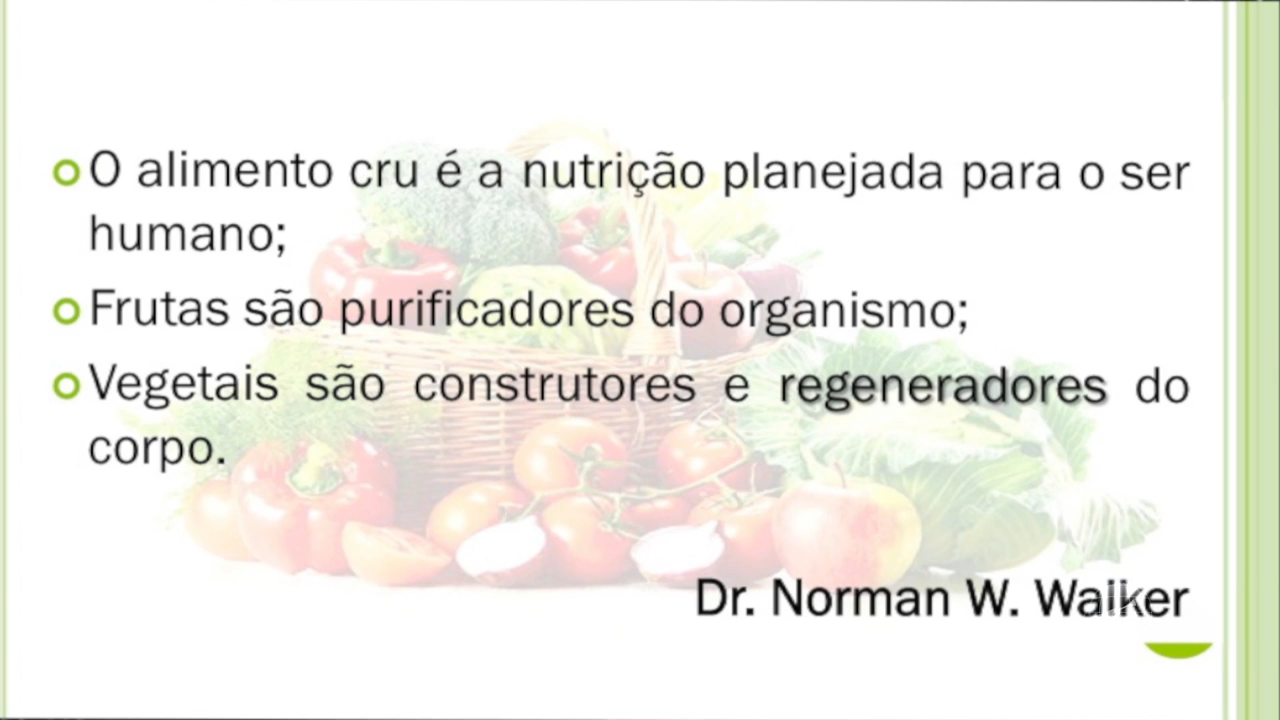 O alimento cru é a nutrição planejada para o ser
humano;
Frutas são purificadores do organismo;
Vegetais são construtores e regeneradores do
corpo.
Dr. Norman W. Walker